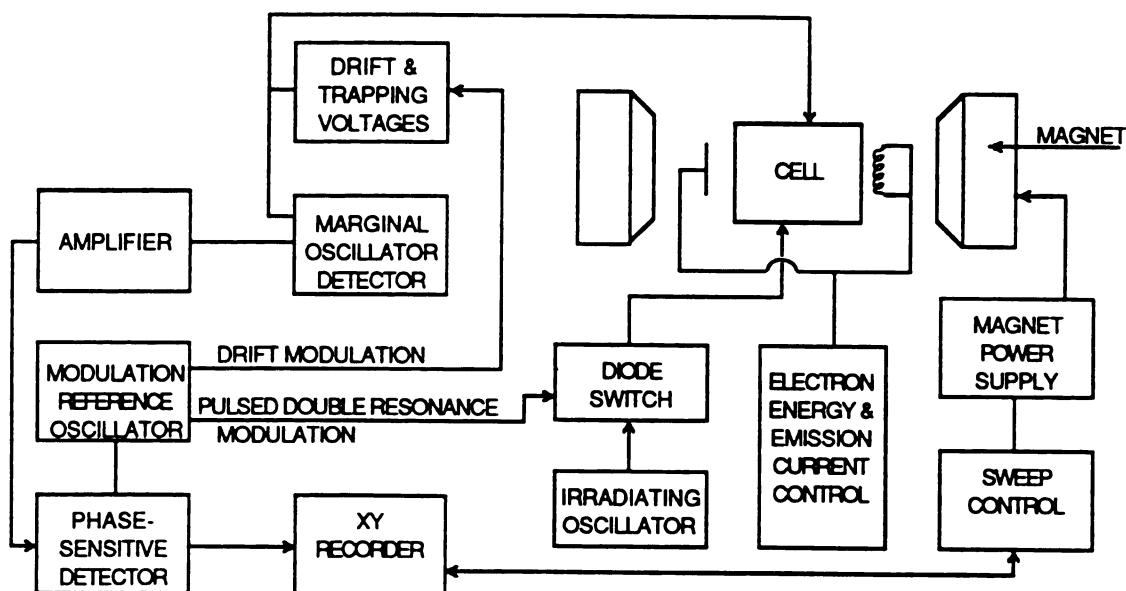 DRIFT &
TRAPPING
VOLTAGES
CELL
MAGNET
AMPLIFIER
MARGINAL
OSCILLATOR
DETECTOR
MODULATION
REFERENCE
OSCILLATOR
DRIFT MODULATION
PULSED DOUBLE RESONANCE
MODULATION
DIODE
SWITCH
ELECTRON
ENERGY &
EMISSION
CURRENT
CONTROL
MAGNET
POWER
SUPPLY
PHASE-
SENSITIVE
DETECTOR
XY
RECORDER
IRRADIATING
OSCILLATOR
SWEEP
CONTROL